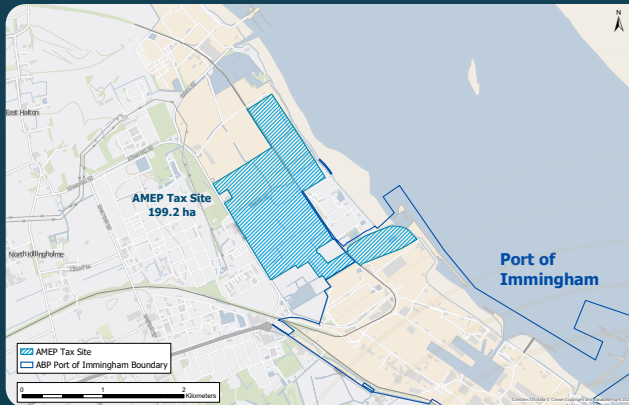 N
East Halton
AMEP Tax Site
199.2 ha
North Killingholme
Port of
Immingham
AMEP Tax Site
ABP Port of Immingham Boundary
0 1 2
Kilometers